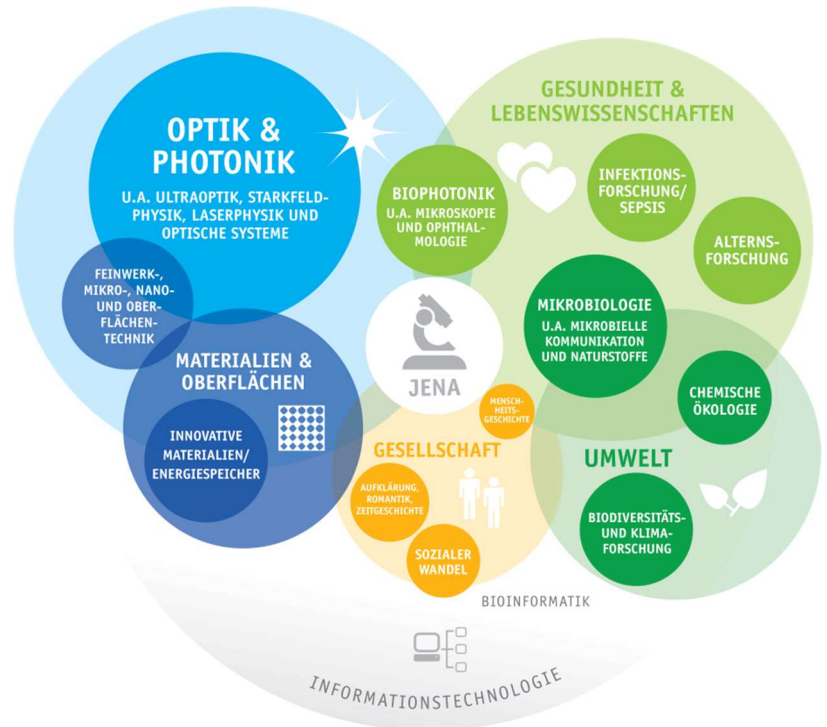 OPTIK &
PHOTONIK
U.A. ULTRAOPTIK, STARKFELD-
PHYSIK, LASERPHYSIK UND
OPTISCHE SYSTEME
GESUNDHEIT &
LEBENSWISSENSCHAFTEN
BIOPHOTONIK
U.A. MIKROSKOPIE
UND OPHTHAL-
MOLOGIE
INFEKTIONS-
FORSCHUNG/
SEPSIS
ALTERNS-
FORSCHUNG
FEINWERK-,
MIKRO-, NANO-
UND OBER-
FLÄCHEN-
TECHNIK
MIKROBIOLOGIE
U.A. MIKROBIELLE
KOMMUNIKATION
UND NATURSTOFFE
MATERIALIEN &
OBERFLÄCHEN
JENA
MENSCH-
HEITS-
GESCHICHTE
CHEMISCHE
ÖKOLOGIE
INNOVATIVE
MATERIALIEN/
ENERGIESPEICHER
GESELLSCHAFT
UMWELT
AUFKLÄRUNG,
ROMANTIK,
ZEITGESCHICHTE
BIODIVERSITÄTS-
UND KLIMA-
FORSCHUNG
SOZIALER
WANDEL
BIOINFORMATIK
INFORMATIONSTECHNOLOGIE